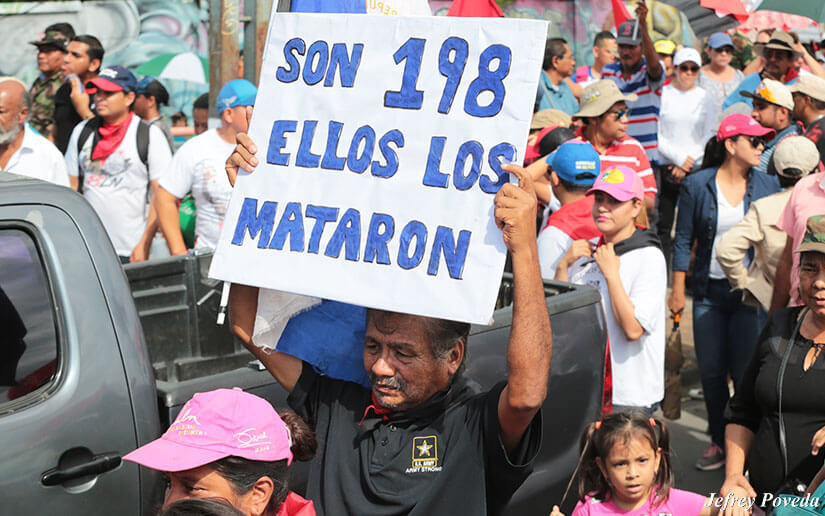 SON 198
ELLOS LOS
MATARON
U.S. ARMY
ARMY
STRONG
Jefrey Poveda